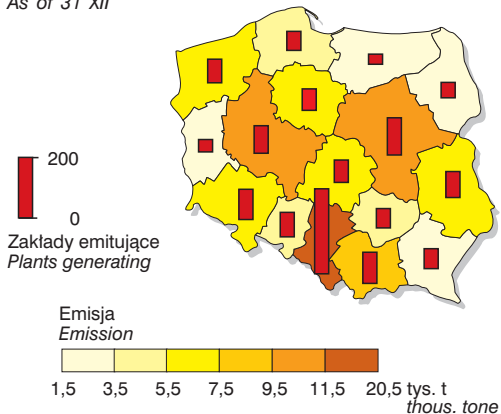 As of 31 XII
200
0
Zakłady emitujące
Plants generating
Emisja
Emission
1,5 3,5 5,5 7,5 9,5 11,5 20,5 tys. t
thous. tone